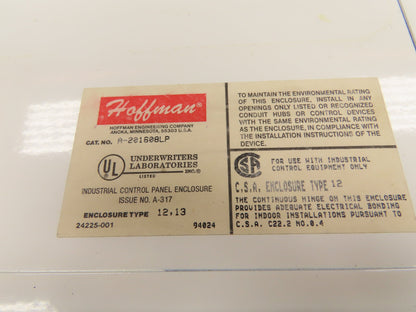 Hoffman®
HOFFMAN ENGINEERING COMPANY
ANOKA, MINNESOTA, 55303 U.S.A.
CAT. NO. A-201608LP
UL
®
LISTED
UNDERWRITERS
LABORATORIES
INC.®
INDUSTRIAL CONTROL PANEL ENCLOSURE
ISSUE NO. A-317
ENCLOSURE TYPE 12,13
24225-001 94024
TO MAINTAIN THE ENVIRONMENTAL RATING
OF THIS ENCLOSURE, INSTALL IN ANY
OPENINGS ONLY LISTED OR RECOGNIZED
CONDUIT HUBS OR CONTROL DEVICES
WITH THE SAME ENVIRONMENTAL RATING
AS THE ENCLOSURE, IN COMPLIANCE WITH
THE INSTALLATION INSTRUCTIONS OF THE
DEVICE.
FOR USE WITH INDUSTRIAL
CONTROL EQUIPMENT ONLY
C.S.A. ENCLOSURE TYPE 12
THE CONTINUOUS HINGE ON THIS ENCLOSURE
PROVIDES ADEQUATE ELECTRICAL BONDING
FOR INDOOR INSTALLATIONS PURSUANT TO
C.S.A. C22.2 NO.0.4